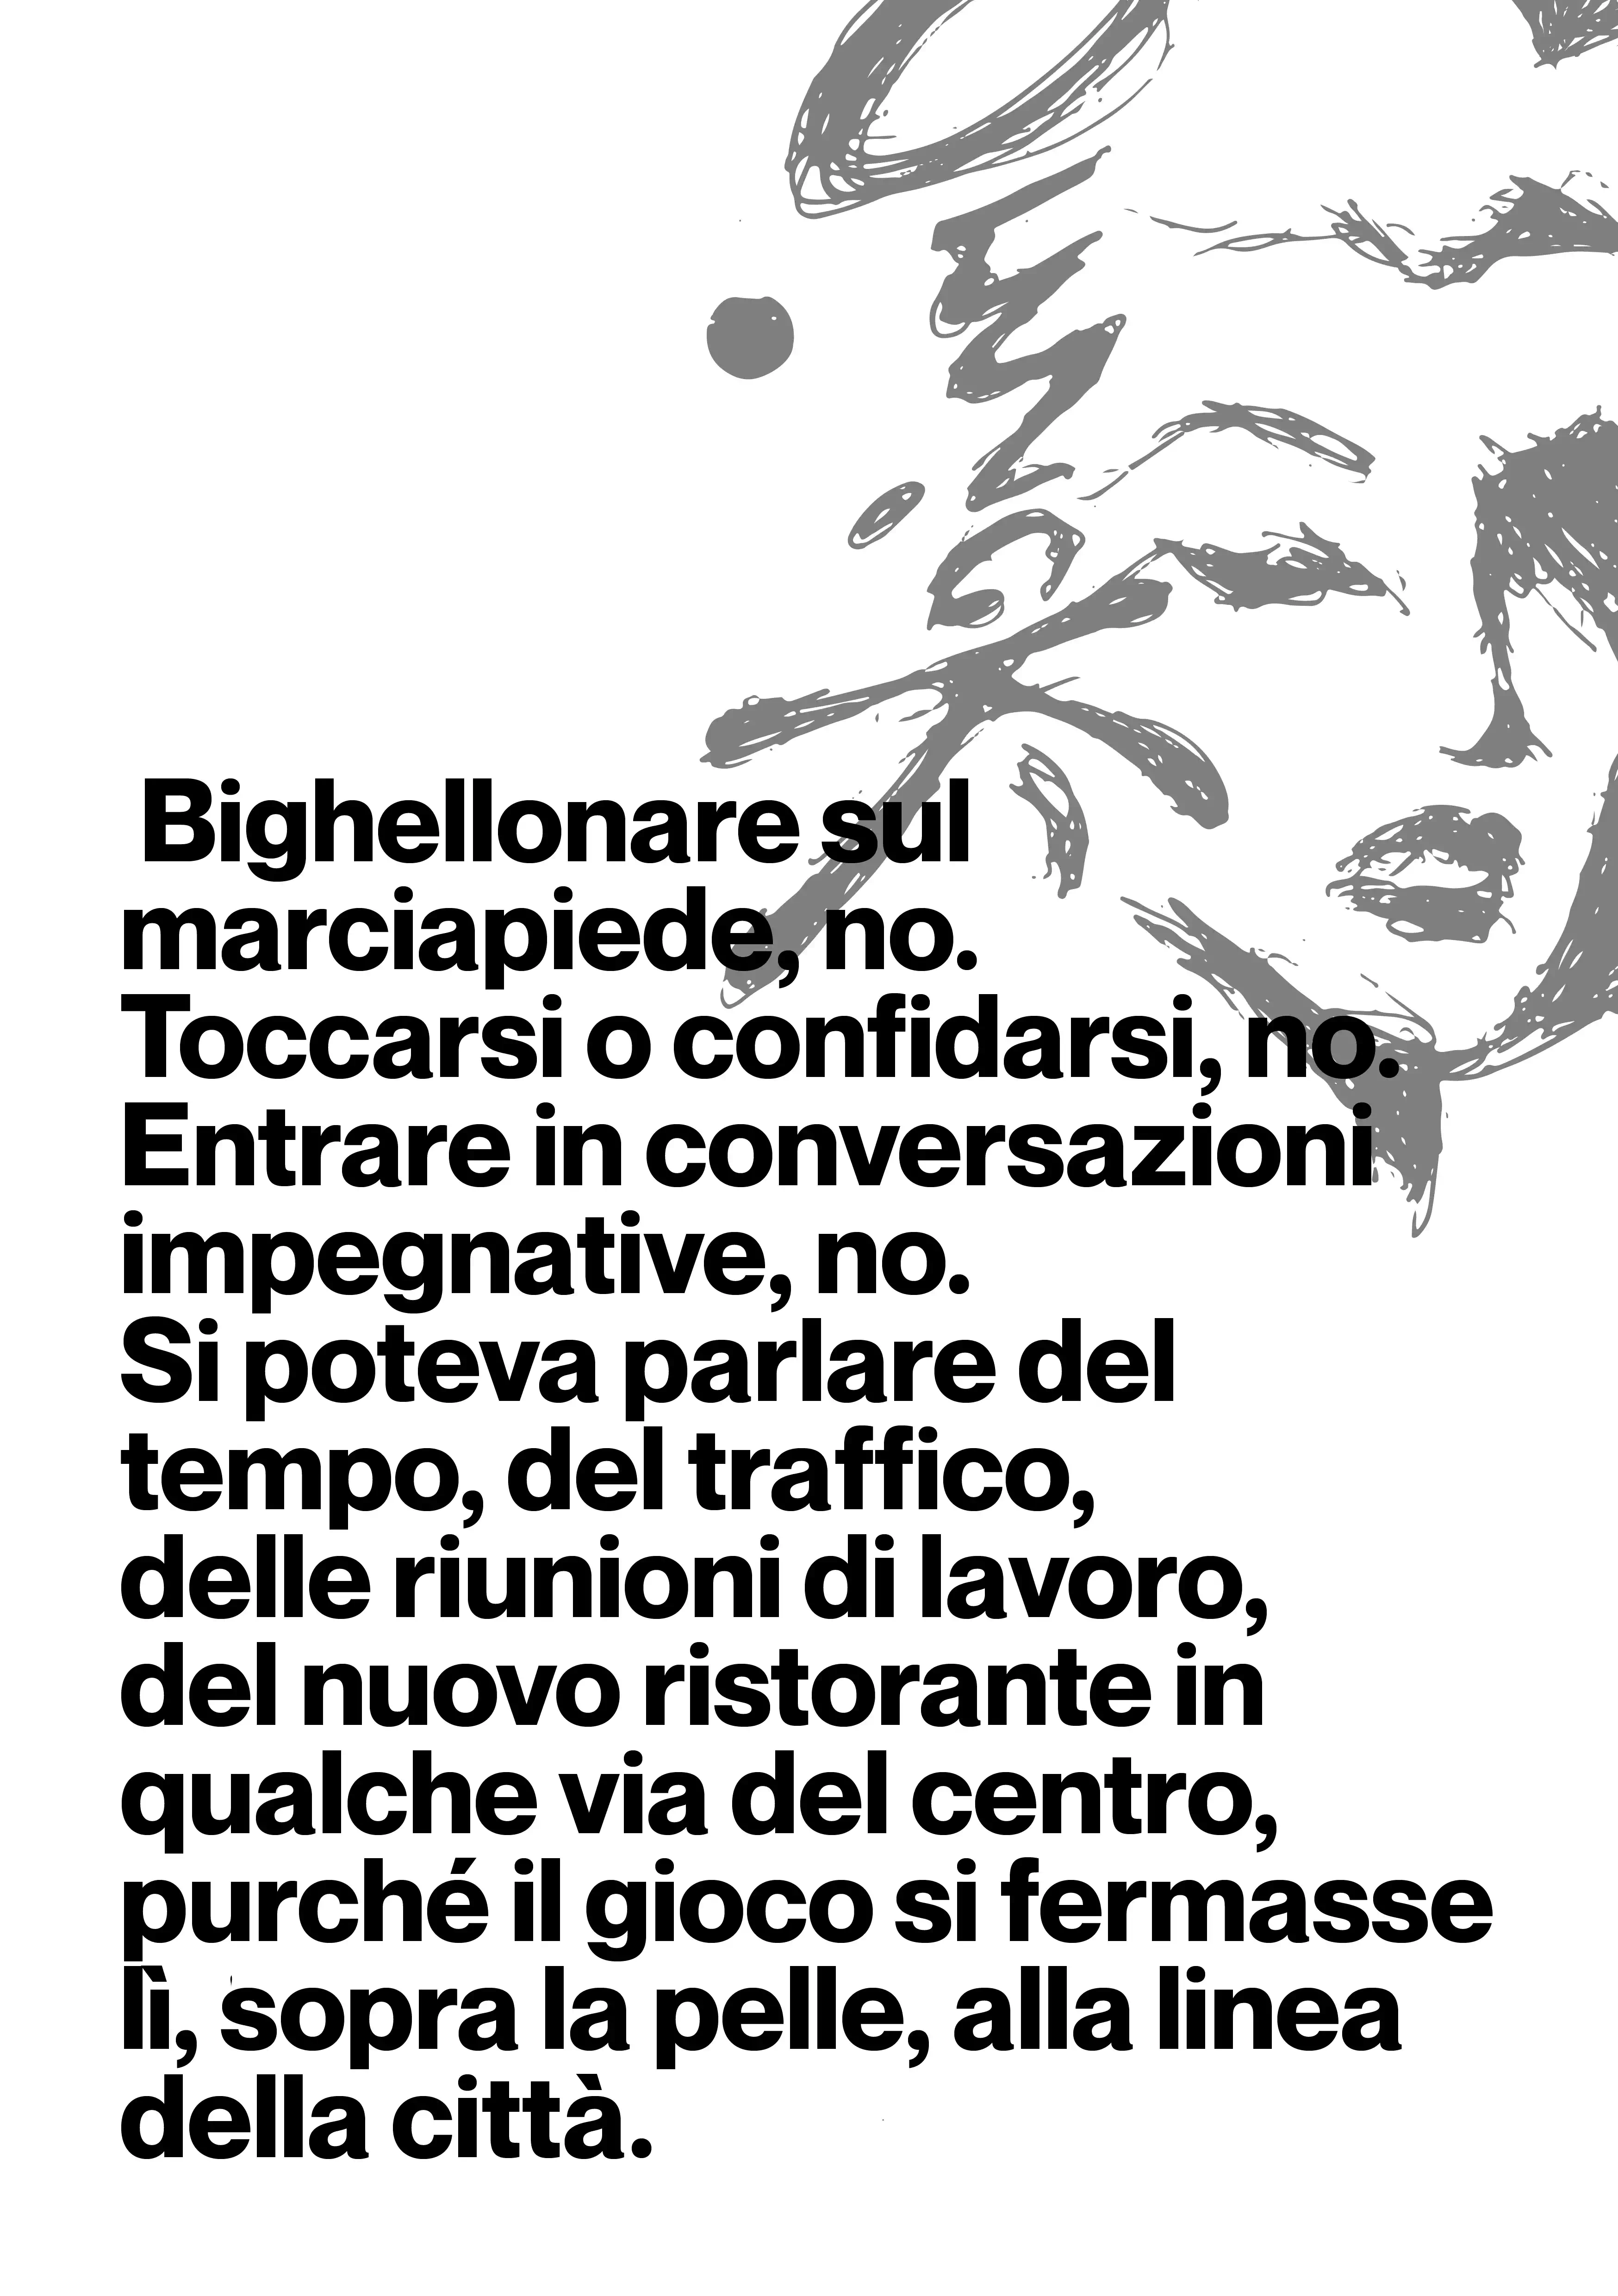 Bighellonare sul
marciapiede, no.
Toccarsi o confidarsi, no.
Entrare in conversazioni
impegnative, no.
Si poteva parlare del
tempo, del traffico,
delle riunioni di lavoro,
del nuovo ristorante in
qualche via del centro,
purché il gioco si fermasse
lì, sopra la pelle, alla linea
della città.